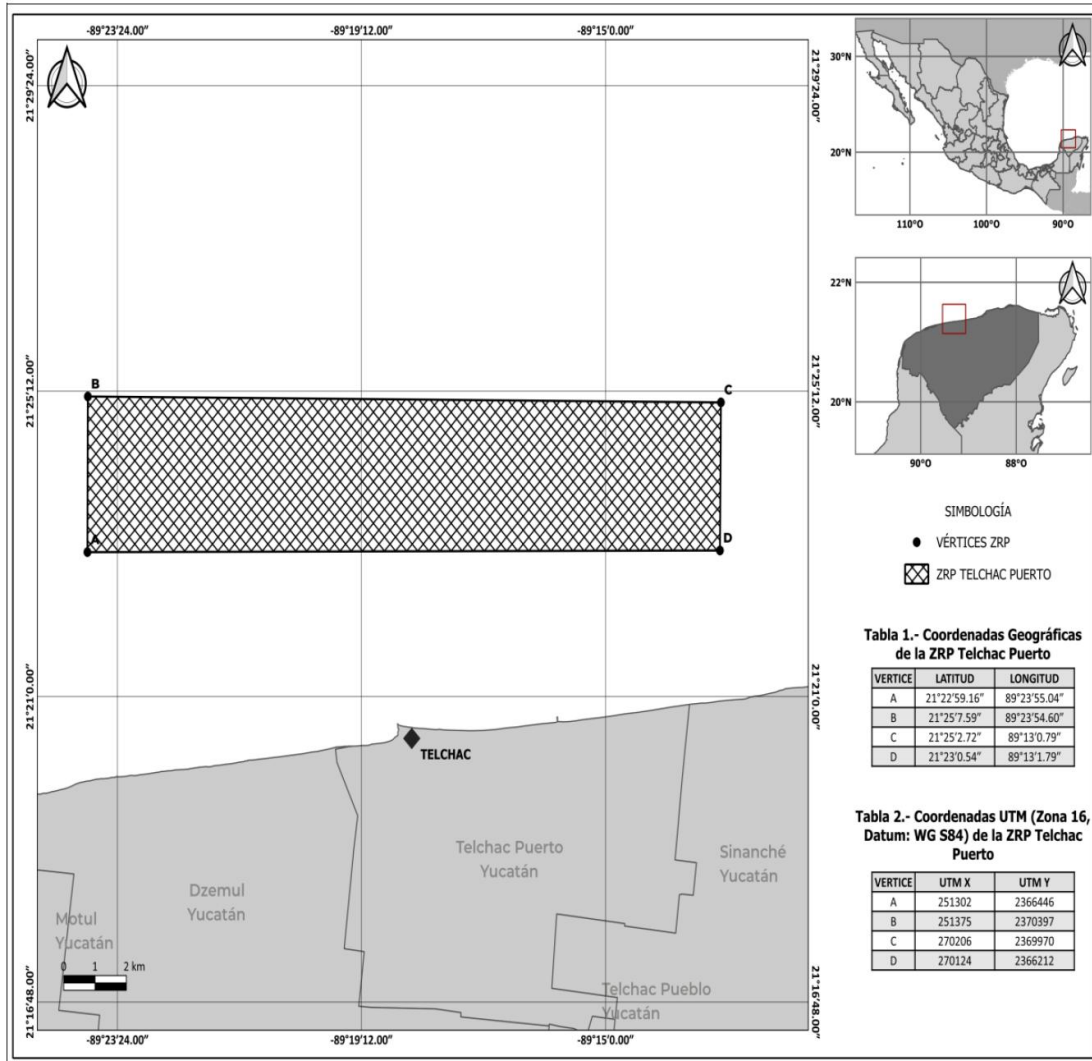 -89°23’24.00” -89°19’12.00” -89°15’0.00”
21°29’24.00” 21°29’24.00”
B C
21°25’12.00” 21°25’12.00”
A D
21°21’0.00” 21°21’0.00”
TELCHAC
Telchac Puerto
Yucatán
Sinanché
Yucatán
Dzemul
Yucatán
Motul
Yucatán
0 1 2 km
Telchac Pueblo
Yucatán
21°16’48.00” 21°16’48.00”
-89°23’24.00” -89°19’12.00” -89°15’0.00”
30°N
20°N
110°O 100°O 90°O
22°N
20°N
90°O 88°O
SIMBOLOGÍA
VÉRTICES ZRP
ZRP TELCHAC PUERTO
Tabla 1.- Coordenadas Geográficas
de la ZRP Telchac Puerto
VERTICE LATITUD LONGITUD
A 21°22’59.16” 89°23’55.04”
B 21°25’7.59” 89°23’54.60”
C 21°25’2.72” 89°13’0.79”
D 21°23’0.54” 89°13’1.79”
Tabla 2.- Coordenadas UTM (Zona 16,
Datum: WG S84) de la ZRP Telchac
Puerto
VERTICE UTM X UTM Y
A 251302 2366446
B 251375 2370397
C 270206 2369970
D 270124 2366212